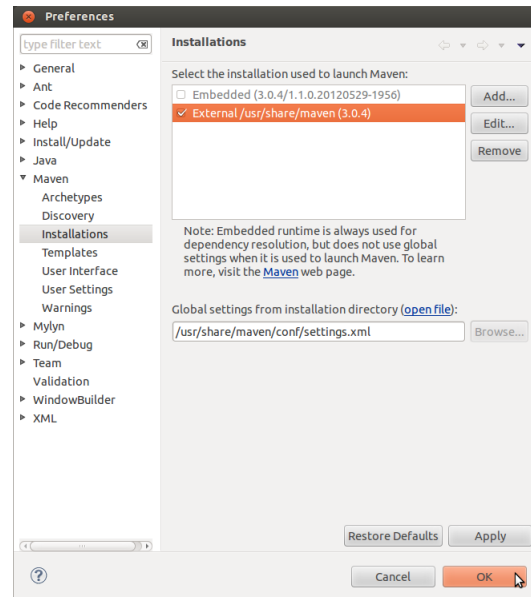 Preferences
type filter text
General
Ant
Code Recommenders
Help
Install/Update
Java
Maven
Archetypes
Discovery
Installations
Templates
User Interface
User Settings
Warnings
Mylyn
Run/Debug
Team
Validation
WindowBuilder
XML
Installations
Select the installation used to launch Maven:
Embedded (3.0.4/1.1.0.20120529-1956)
External /usr/share/maven (3.0.4)
Add...
Edit...
Remove
Note: Embedded runtime is always used for
dependency resolution, but does not use global
settings when it is used to launch Maven. To learn
more, visit the Maven web page.
Global settings from installation directory (open file):
/usr/share/maven/conf/settings.xml
Browse...
Restore Defaults
Apply
Cancel
OK